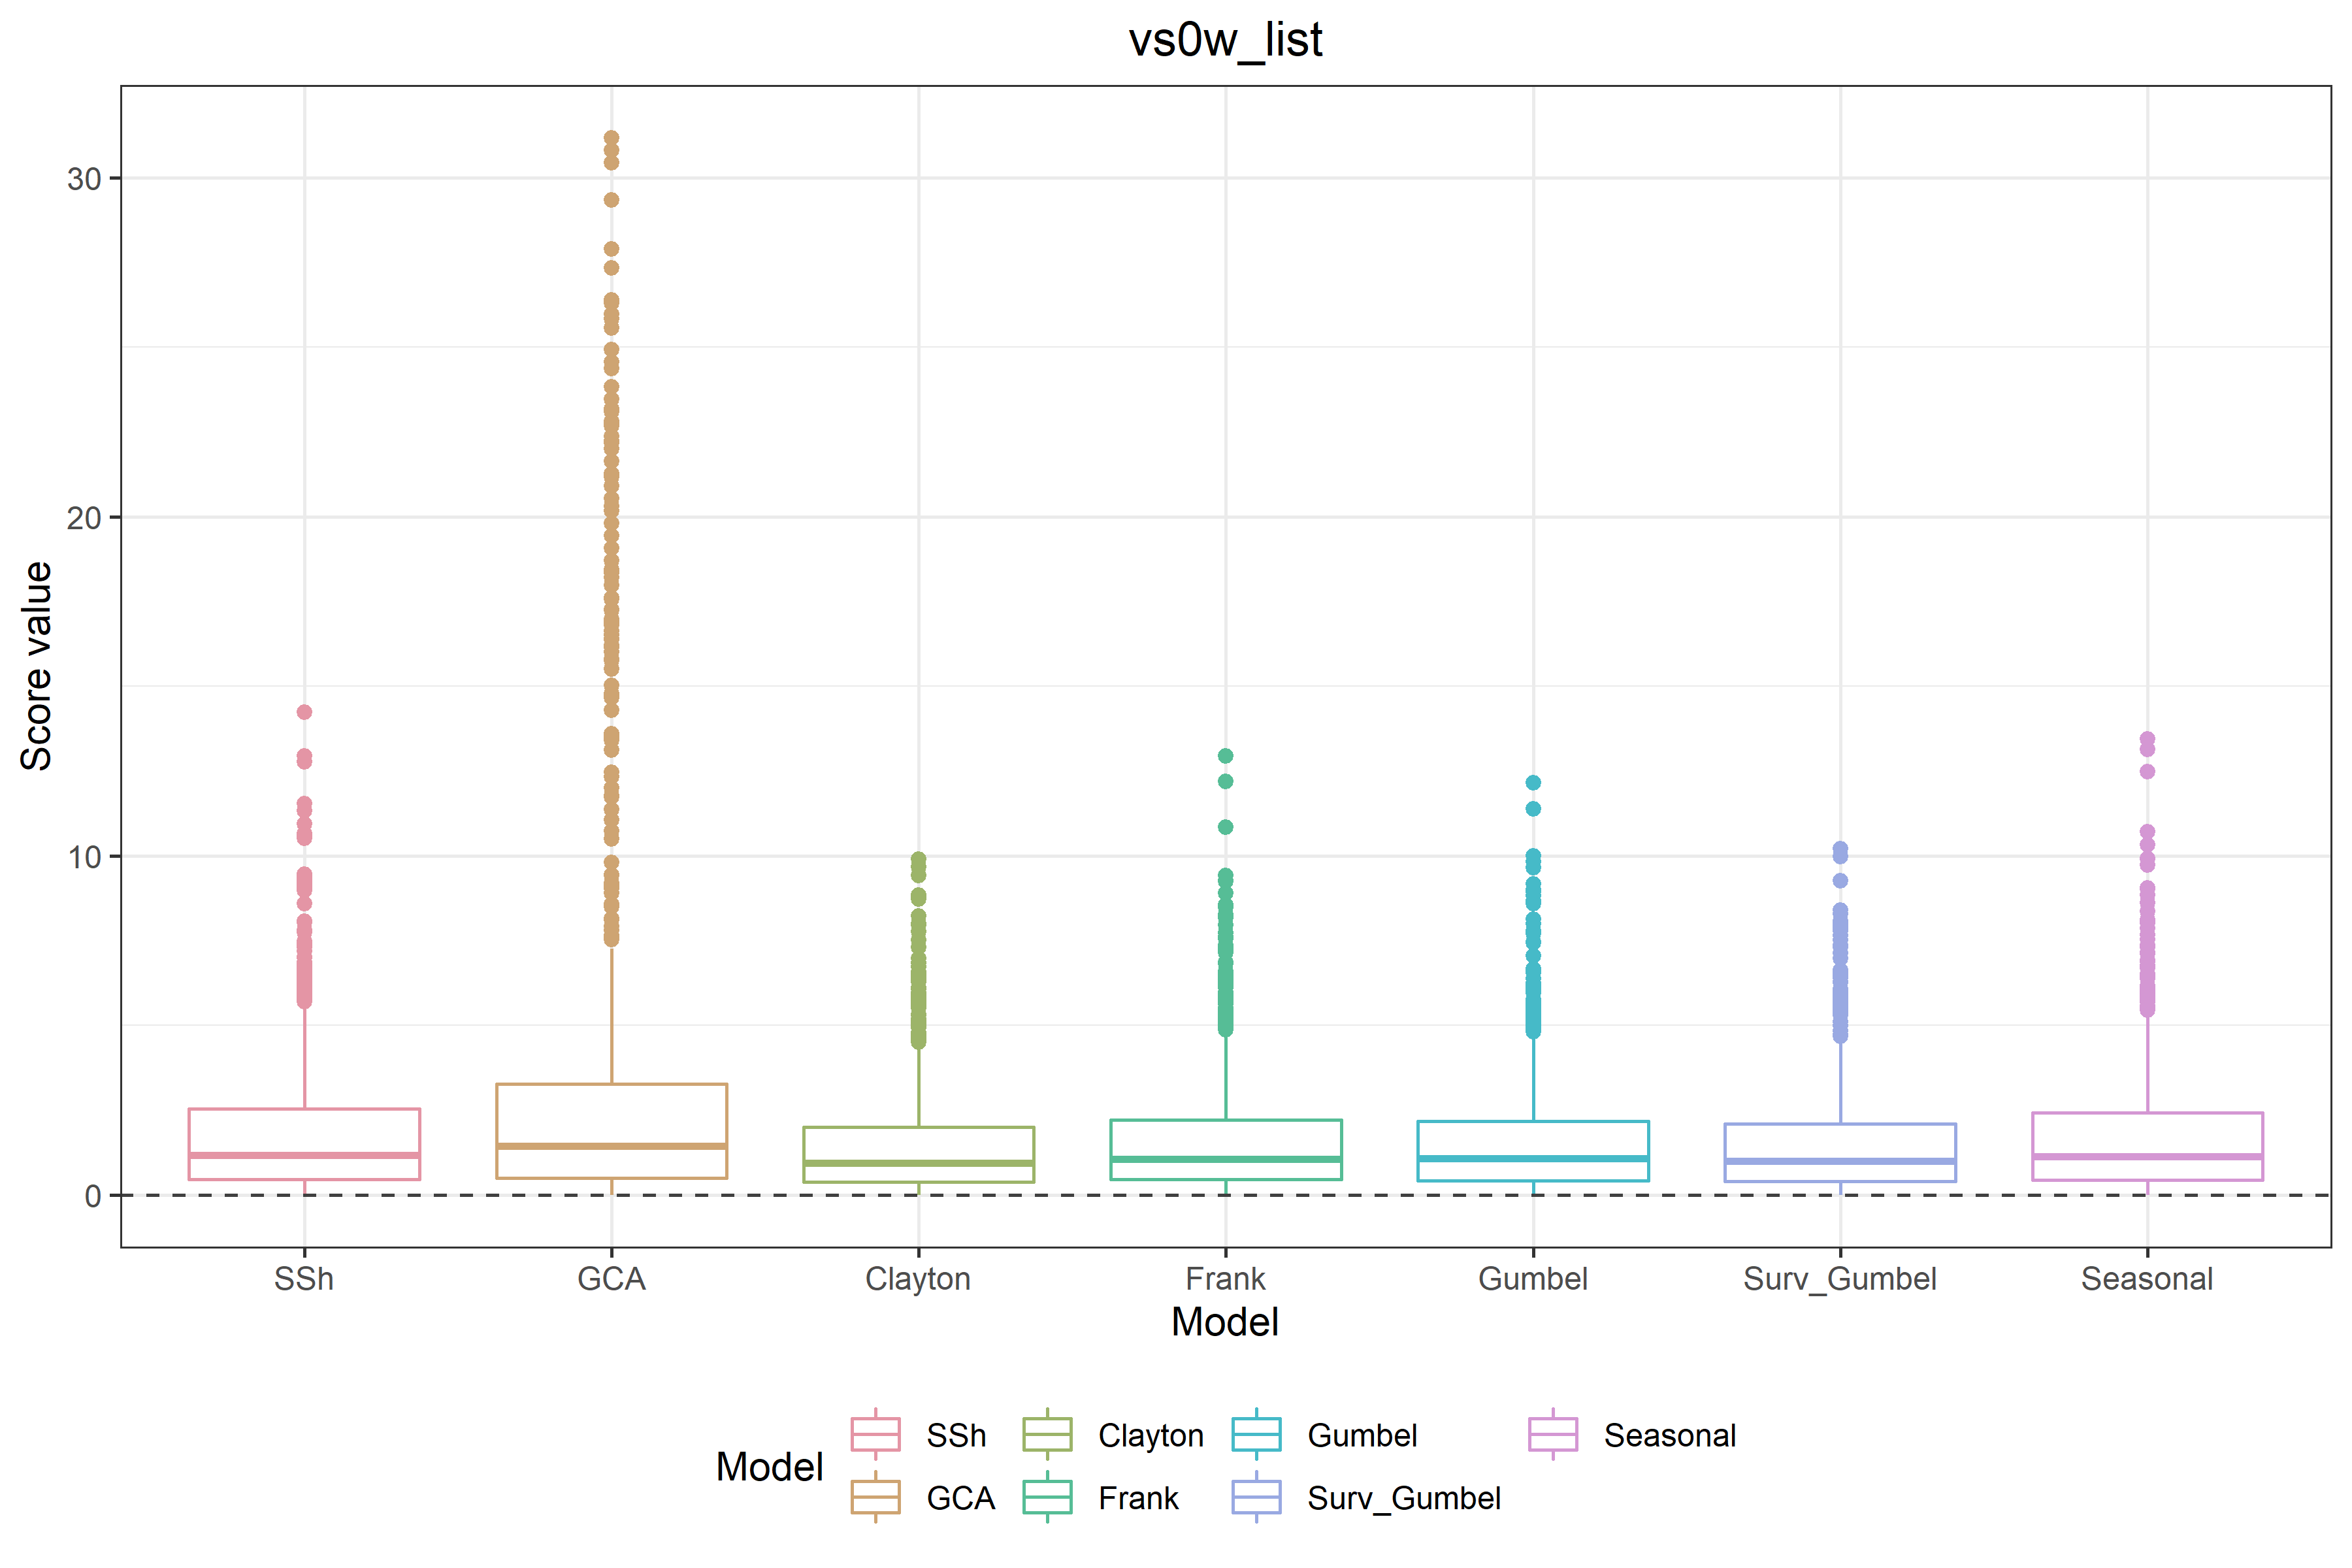 vs0w_list
Score value
30
20
10
0
SSh GCA Clayton Frank Gumbel Surv_Gumbel Seasonal
Model
Model
SSh Clayton Gumbel Seasonal
GCA Frank Surv_Gumbel